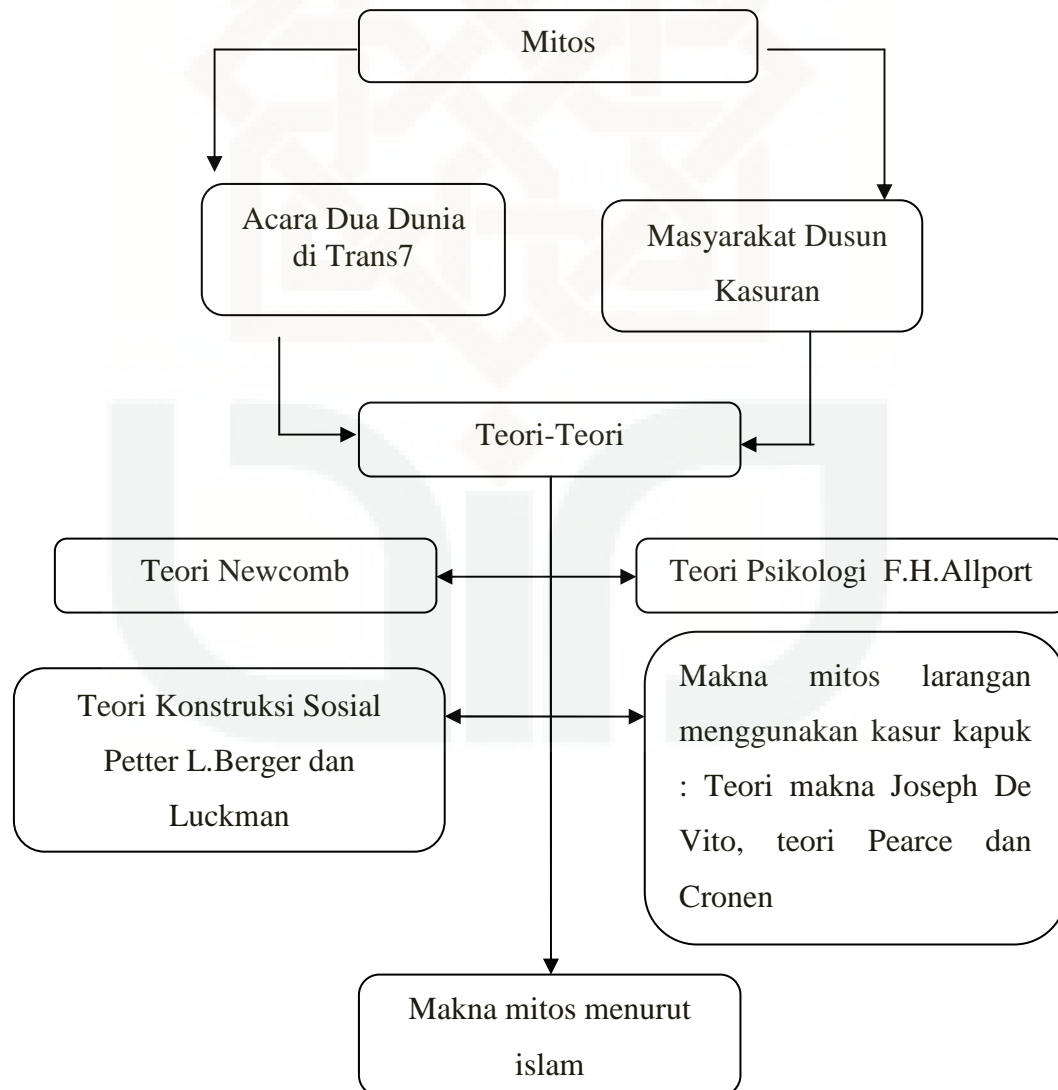 Mitos
Acara Dua Dunia
di Trans7
Masyarakat Dusun
Kasuran
Teori-Teori
Teori Newcomb
Teori Psikologi F.H.Allport
Teori Konstruksi Sosial
Petter L.Berger dan
Luckman
Makna mitos larangan
menggunakan kasur kapuk
: Teori makna Joseph De
Vito, teori Pearce dan
Cronen
Makna mitos menurut
islam